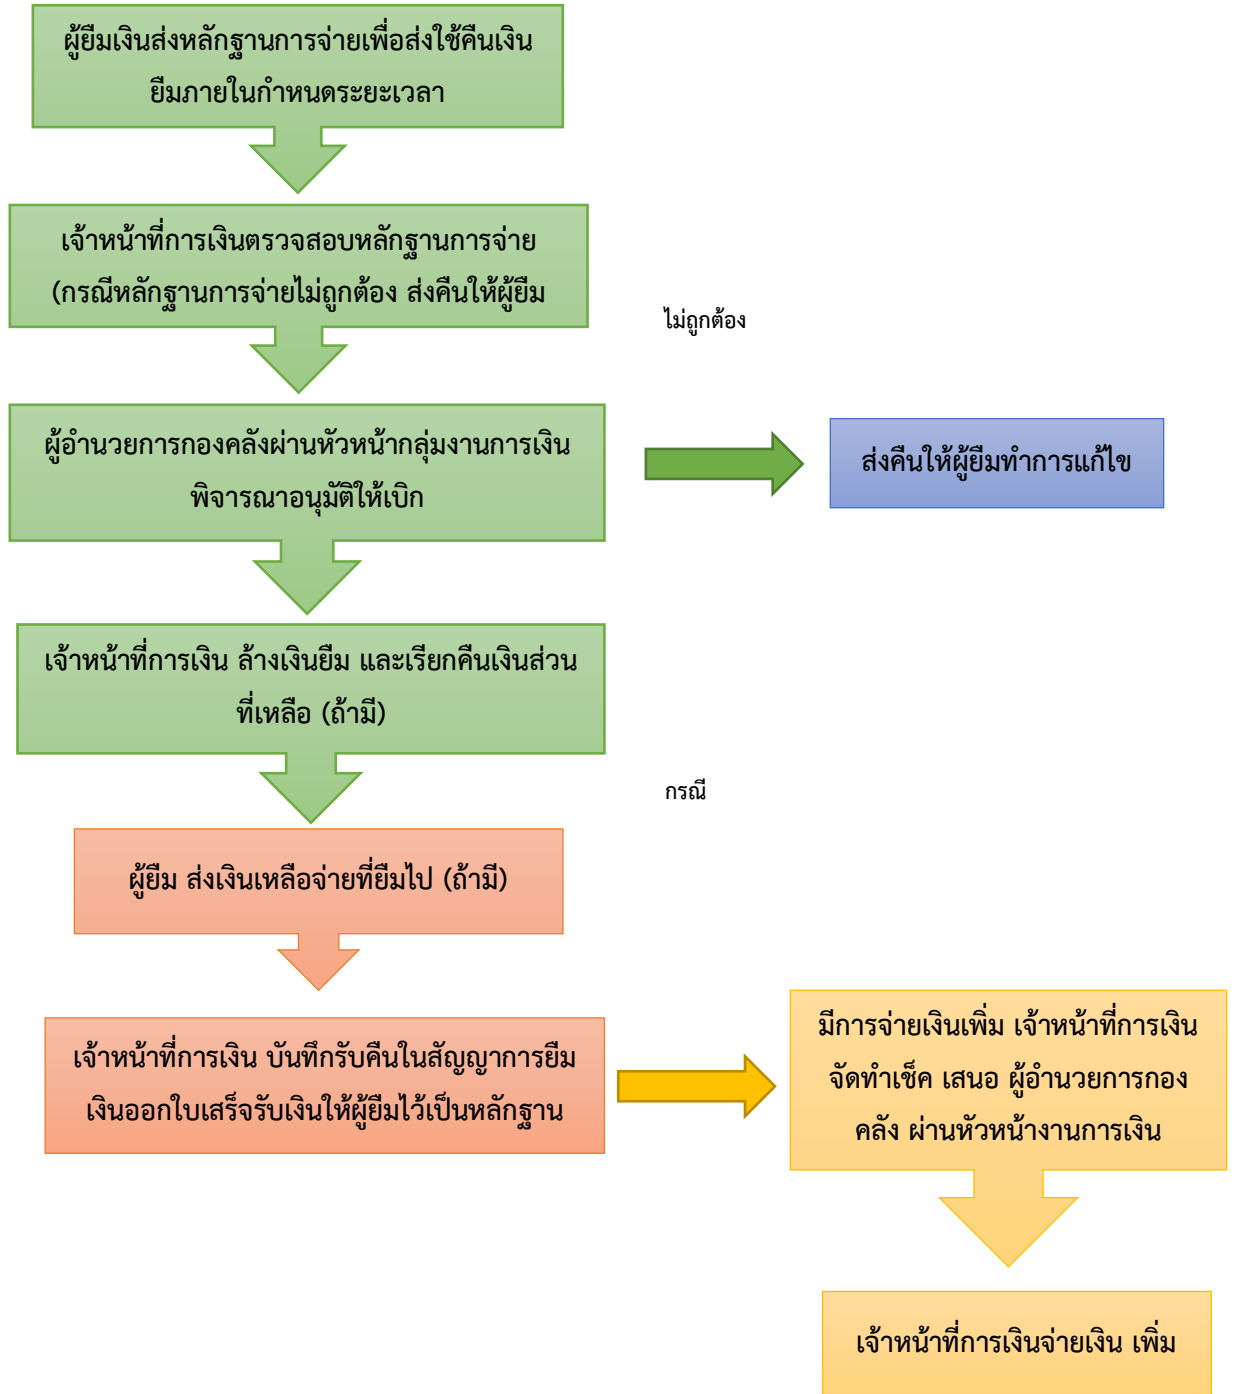 ผู้ยืมเงินส่งหลักฐานการจ่ายเพื่อส่งใช้คืนเงิน
ยืมภายในกำหนดระยะเวลา
เจ้าหน้าที่การเงินตรวจสอบหลักฐานการจ่าย
(กรณีหลักฐานการจ่ายไม่ถูกต้อง ส่งคืนให้ผู้ยืม
ไม่ถูกต้อง
ผู้อำนวยการกองคลังผ่านหัวหน้ากลุ่มงานการเงิน
พิจารณาอนุมัติให้เบิก
ส่งคืนให้ผู้ยืมทำการแก้ไข
เจ้าหน้าที่การเงิน ล้างเงินยืม และเรียกคืนเงินส่วน
ที่เหลือ (ถ้ามี)
กรณี
ผู้ยืม ส่งเงินเหลือจ่ายที่ยืมไป (ถ้ามี)
เจ้าหน้าที่การเงิน บันทึกรับคืนในสัญญาการยืม
เงินออกใบเสร็จรับเงินให้ผู้ยืมไว้เป็นหลักฐาน
มีการจ่ายเงินเพิ่ม เจ้าหน้าที่การเงิน
จัดทำเช็ค เสนอ ผู้อำนวยการกอง
คลัง ผ่านหัวหน้างานการเงิน
เจ้าหน้าที่การเงินจ่ายเงิน เพิ่ม